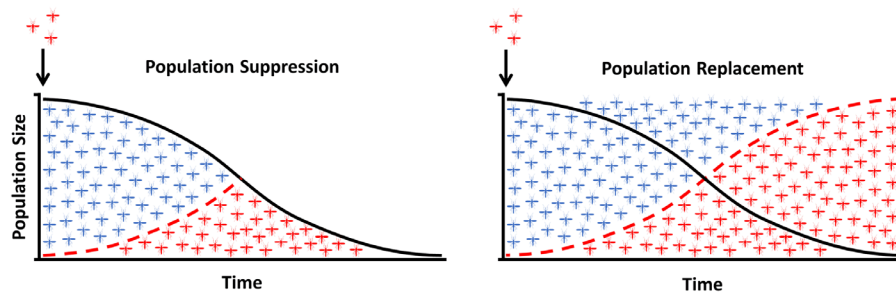 Population Suppression
Population Size
Time
Population Replacement
Time